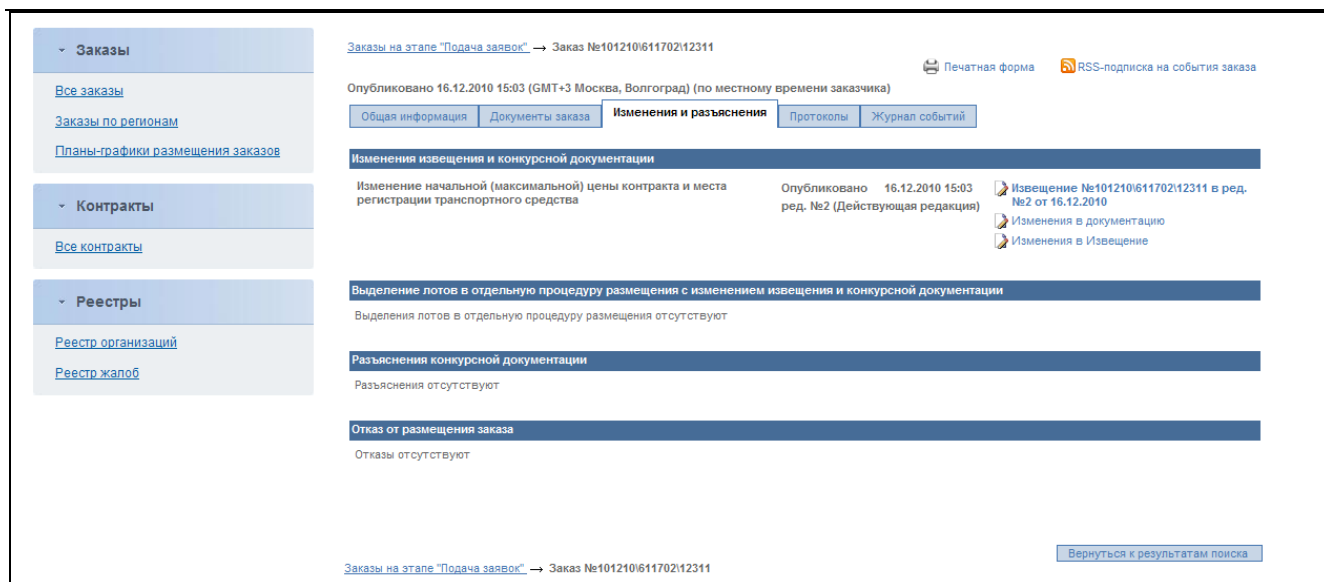 Заказы
Все заказы
Заказы по регионам
Планы-графики размещения заказов
Контракты
Все контракты
Реестры
Реестр организаций
Реестр жалоб
Заказы на этапе "Подача заявок" → Заказ №101210\611702\12311
Печатная форма RSS-подписка на события заказа
Опубликовано 16.12.2010 15:03 (GMT+3 Москва, Волгоград) (по местному времени заказчика)
Общая информация Документы заказа Изменения и разъяснения Протоколы Журнал событий
Изменения извещения и конкурсной документации
Изменение начальной (максимальной) цены контракта и места
регистрации транспортного средства
Опубликовано 16.12.2010 15:03
ред. №2 (Действующая редакция)
Извещение №101210\611702\12311 в ред.
№2 от 16.12.2010
Изменения в документацию
Изменения в Извещение
Выделение лотов в отдельную процедуру размещения с изменением извещения и конкурсной документации
Выделения лотов в отдельную процедуру размещения отсутствуют
Разъяснения конкурсной документации
Разъяснения отсутствуют
Отказ от размещения заказа
Отказы отсутствуют
Вернуться к результатам поиска
Заказы на этапе "Подача заявок" → Заказ №101210\611702\12311